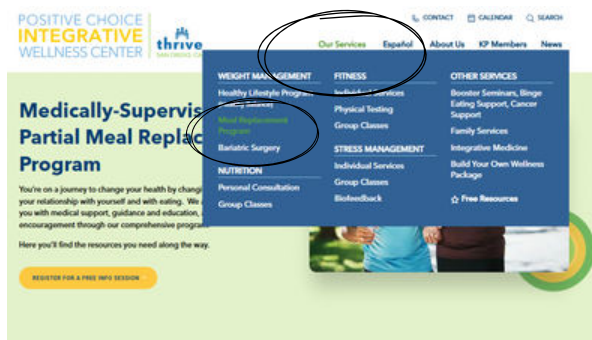 POSITIVE CHOICE
INTEGRATIVE
WELLNESS CENTER
thrive
CONTACT
CALENDAR
SEARCH
Our Services
Español
About Us
KP Members
News
Medically-Supervis
Partial Meal Replac
Program
You're on a journey to change your health by changi
your relationship with yourself and with eating. We
you with medical support, guidance and education,
encouragement through our comprehensive program
Here you'll find the resources you need along the way.
REGISTER FOR A FREE INFO SESSION
WEIGHT MANAGEMENT
Healthy Lifestyle Program
Meal Replacement
Program
Bariatric Surgery
NUTRITION
Personal Consultation
Group Classes
FITNESS
Individual Services
Physical Testing
Group Classes
STRESS MANAGEMENT
Individual Services
Group Classes
Biofeedback
OTHER SERVICES
Booster Seminars, Binge
Eating Support, Cancer
Support
Family Services
Integrative Medicine
Build Your Own Wellness
Package
Free Resources